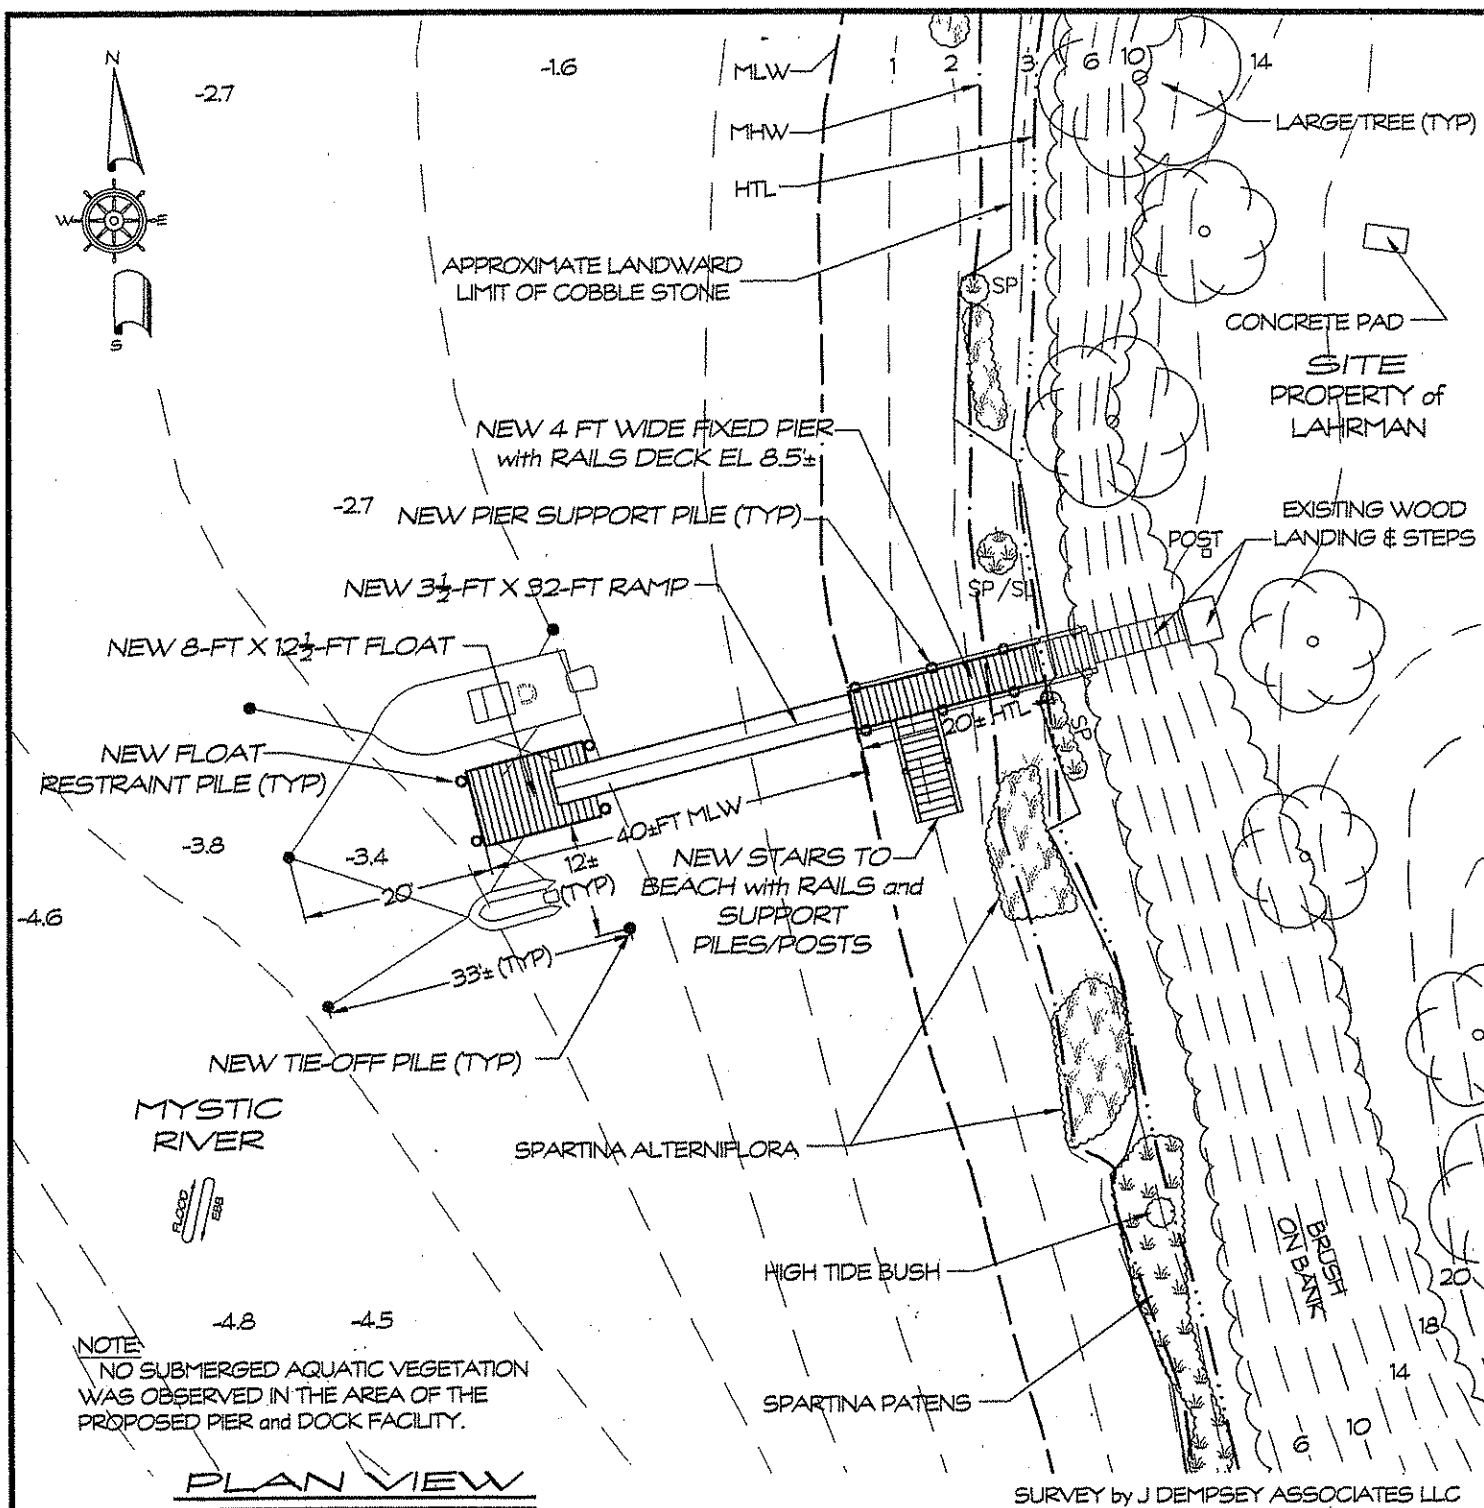 N
-2.7
-1.6
MLW
1
2
3
6
10
14
MHW
LARGE TREE (TYP)
HTL
W
E
S
APPROXIMATE LANDWARD
LIMIT OF COBBLE STONE
SP
CONCRETE PAD
SITE
PROPERTY of
LAHRMAN
NEW 4 FT WIDE FIXED PIER
with RAILS DECK EL 8.5'±
-2.7
NEW PIER SUPPORT PILE (TYP)
EXISTING WOOD
LANDING & STEPS
POST
SP/SL
NEW 3½-FT X 32-FT RAMP
NEW 8-FT X 12½-FT FLOAT
20'± HTL
SP
NEW FLOAT
RESTRAINT PILE (TYP)
40±FT MLW
-3.8
-3.4
12'±
(TYP)
20'
NEW STAIRS TO
BEACH with RAILS and
SUPPORT
PILES/POSTS
-4.6
33'± (TYP)
NEW TIE-OFF PILE (TYP)
MYSTIC
RIVER
SPARTINA ALTERNIFLORA
FLOOD
EBB
HIGH TIDE BUSH
BRUSH
ON BANK
20
18
14
10
6
-4.8
-4.5
NOTE
NO SUBMERGED AQUATIC VEGETATION
WAS OBSERVED IN THE AREA OF THE
PROPOSED PIER and DOCK FACILITY.
SPARTINA PATENS
PLAN VIEW
SURVEY by J DEMPSEY ASSOCIATES LLC